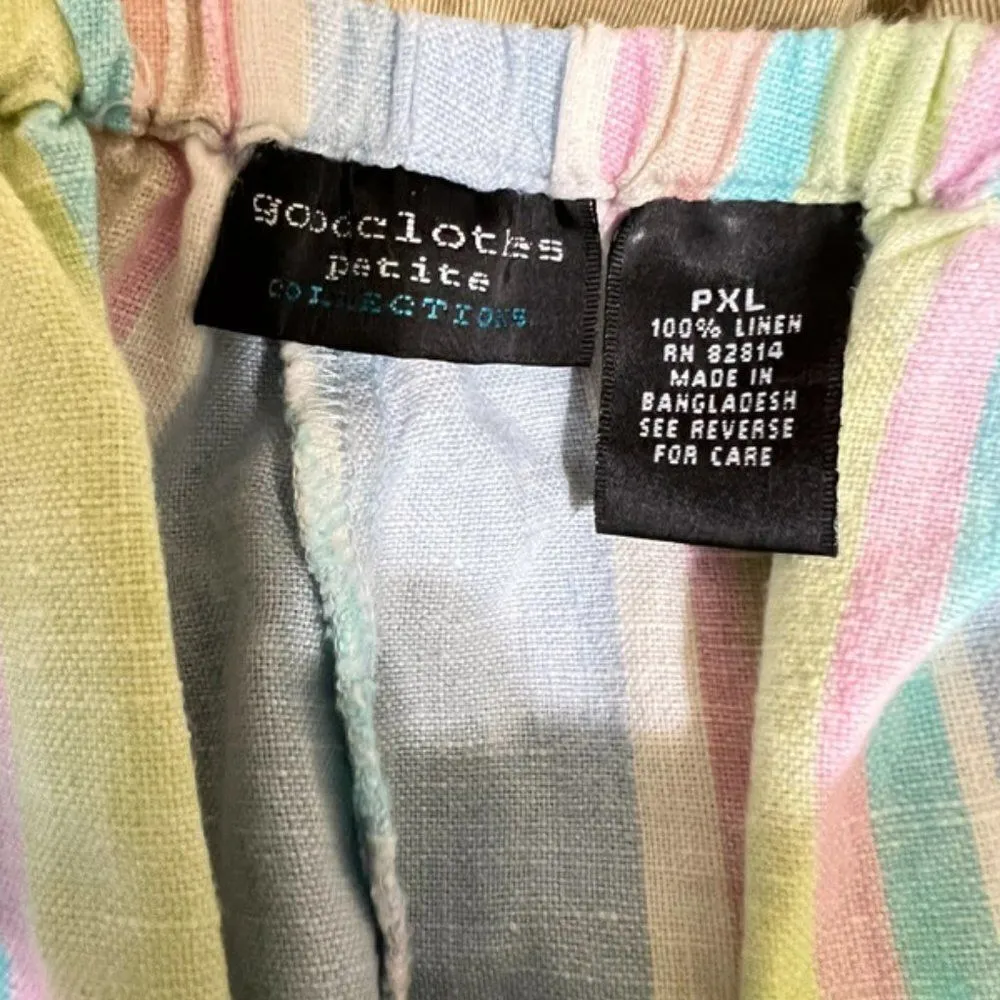 goodcloths
petite
COLLECTIONS
PXL
100% LINEN
RN 82814
MADE IN
BANGLADESH
SEE REVERSE
FOR CARE